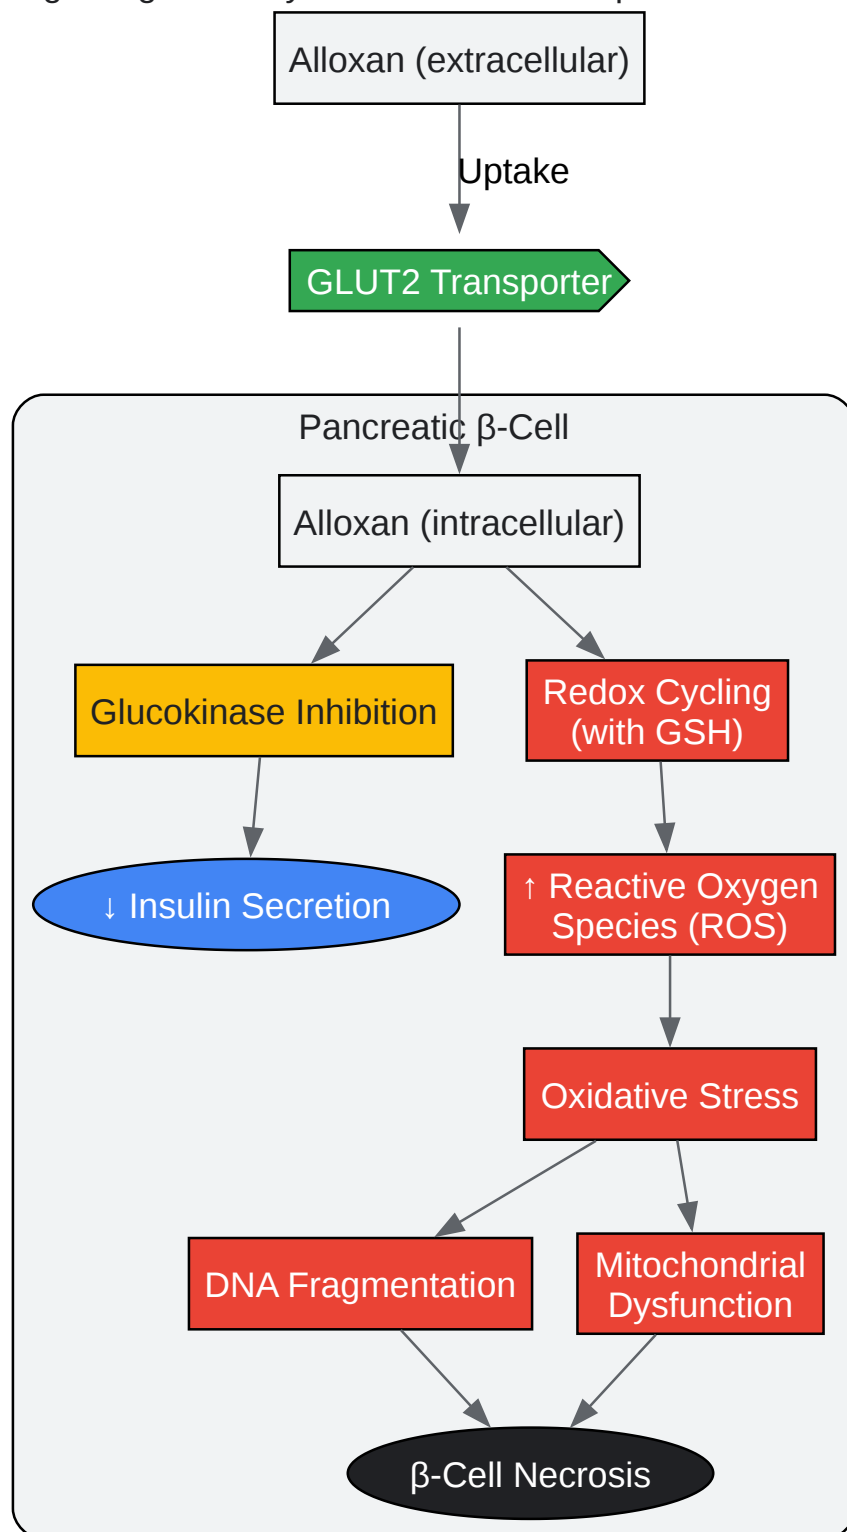 Alloxan (extracellular)
Uptake
GLUT2 Transporter
Pancreatic β-Cell
Alloxan (intracellular)
Glucokinase Inhibition
Redox Cycling
(with GSH)
↓ Insulin Secretion
↑ Reactive Oxygen
Species (ROS)
Oxidative Stress
DNA Fragmentation
Mitochondrial
Dysfunction
β-Cell Necrosis